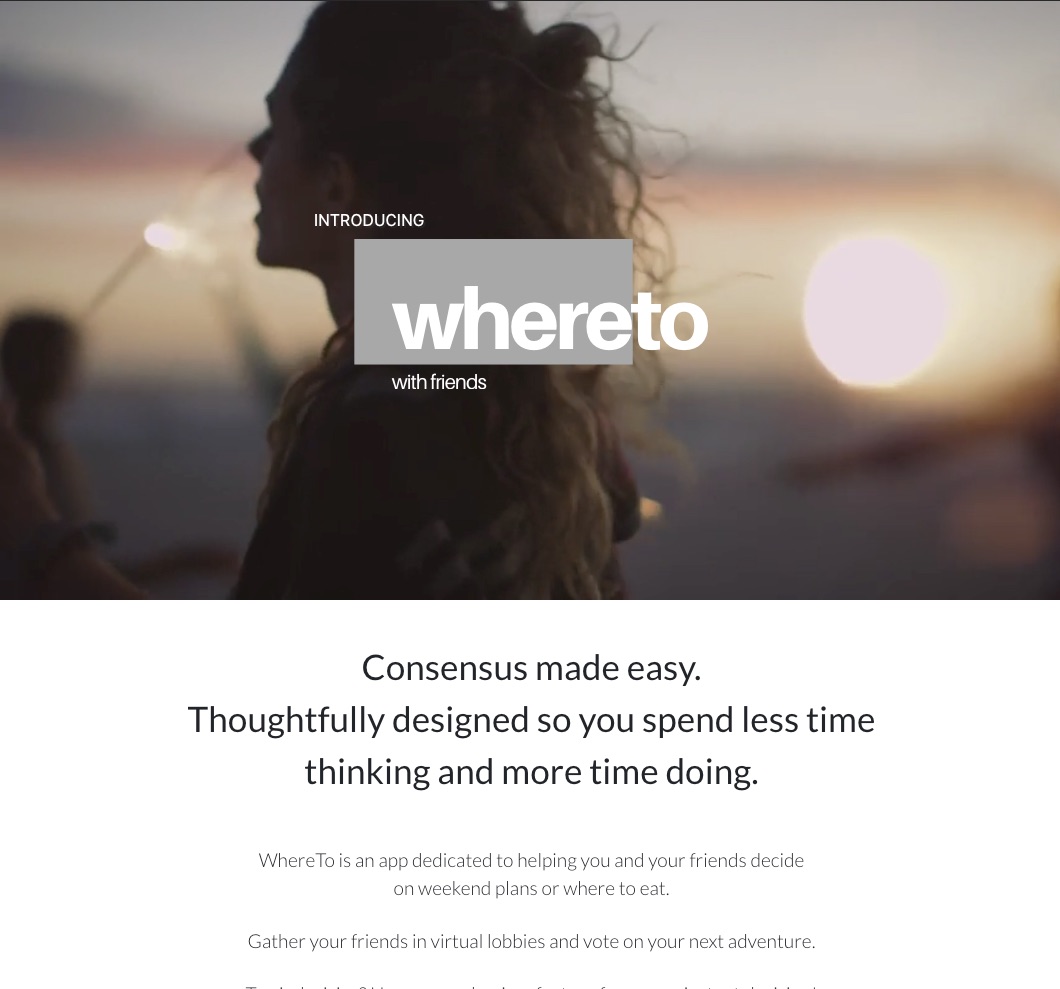 INTRODUCING
whereto
with friends
Consensus made easy.
Thoughtfully designed so you spend less time
thinking and more time doing.
WhereTo is an app dedicated to helping you and your friends decide
on weekend plans or where to eat.
Gather your friends in virtual lobbies and vote on your next adventure.